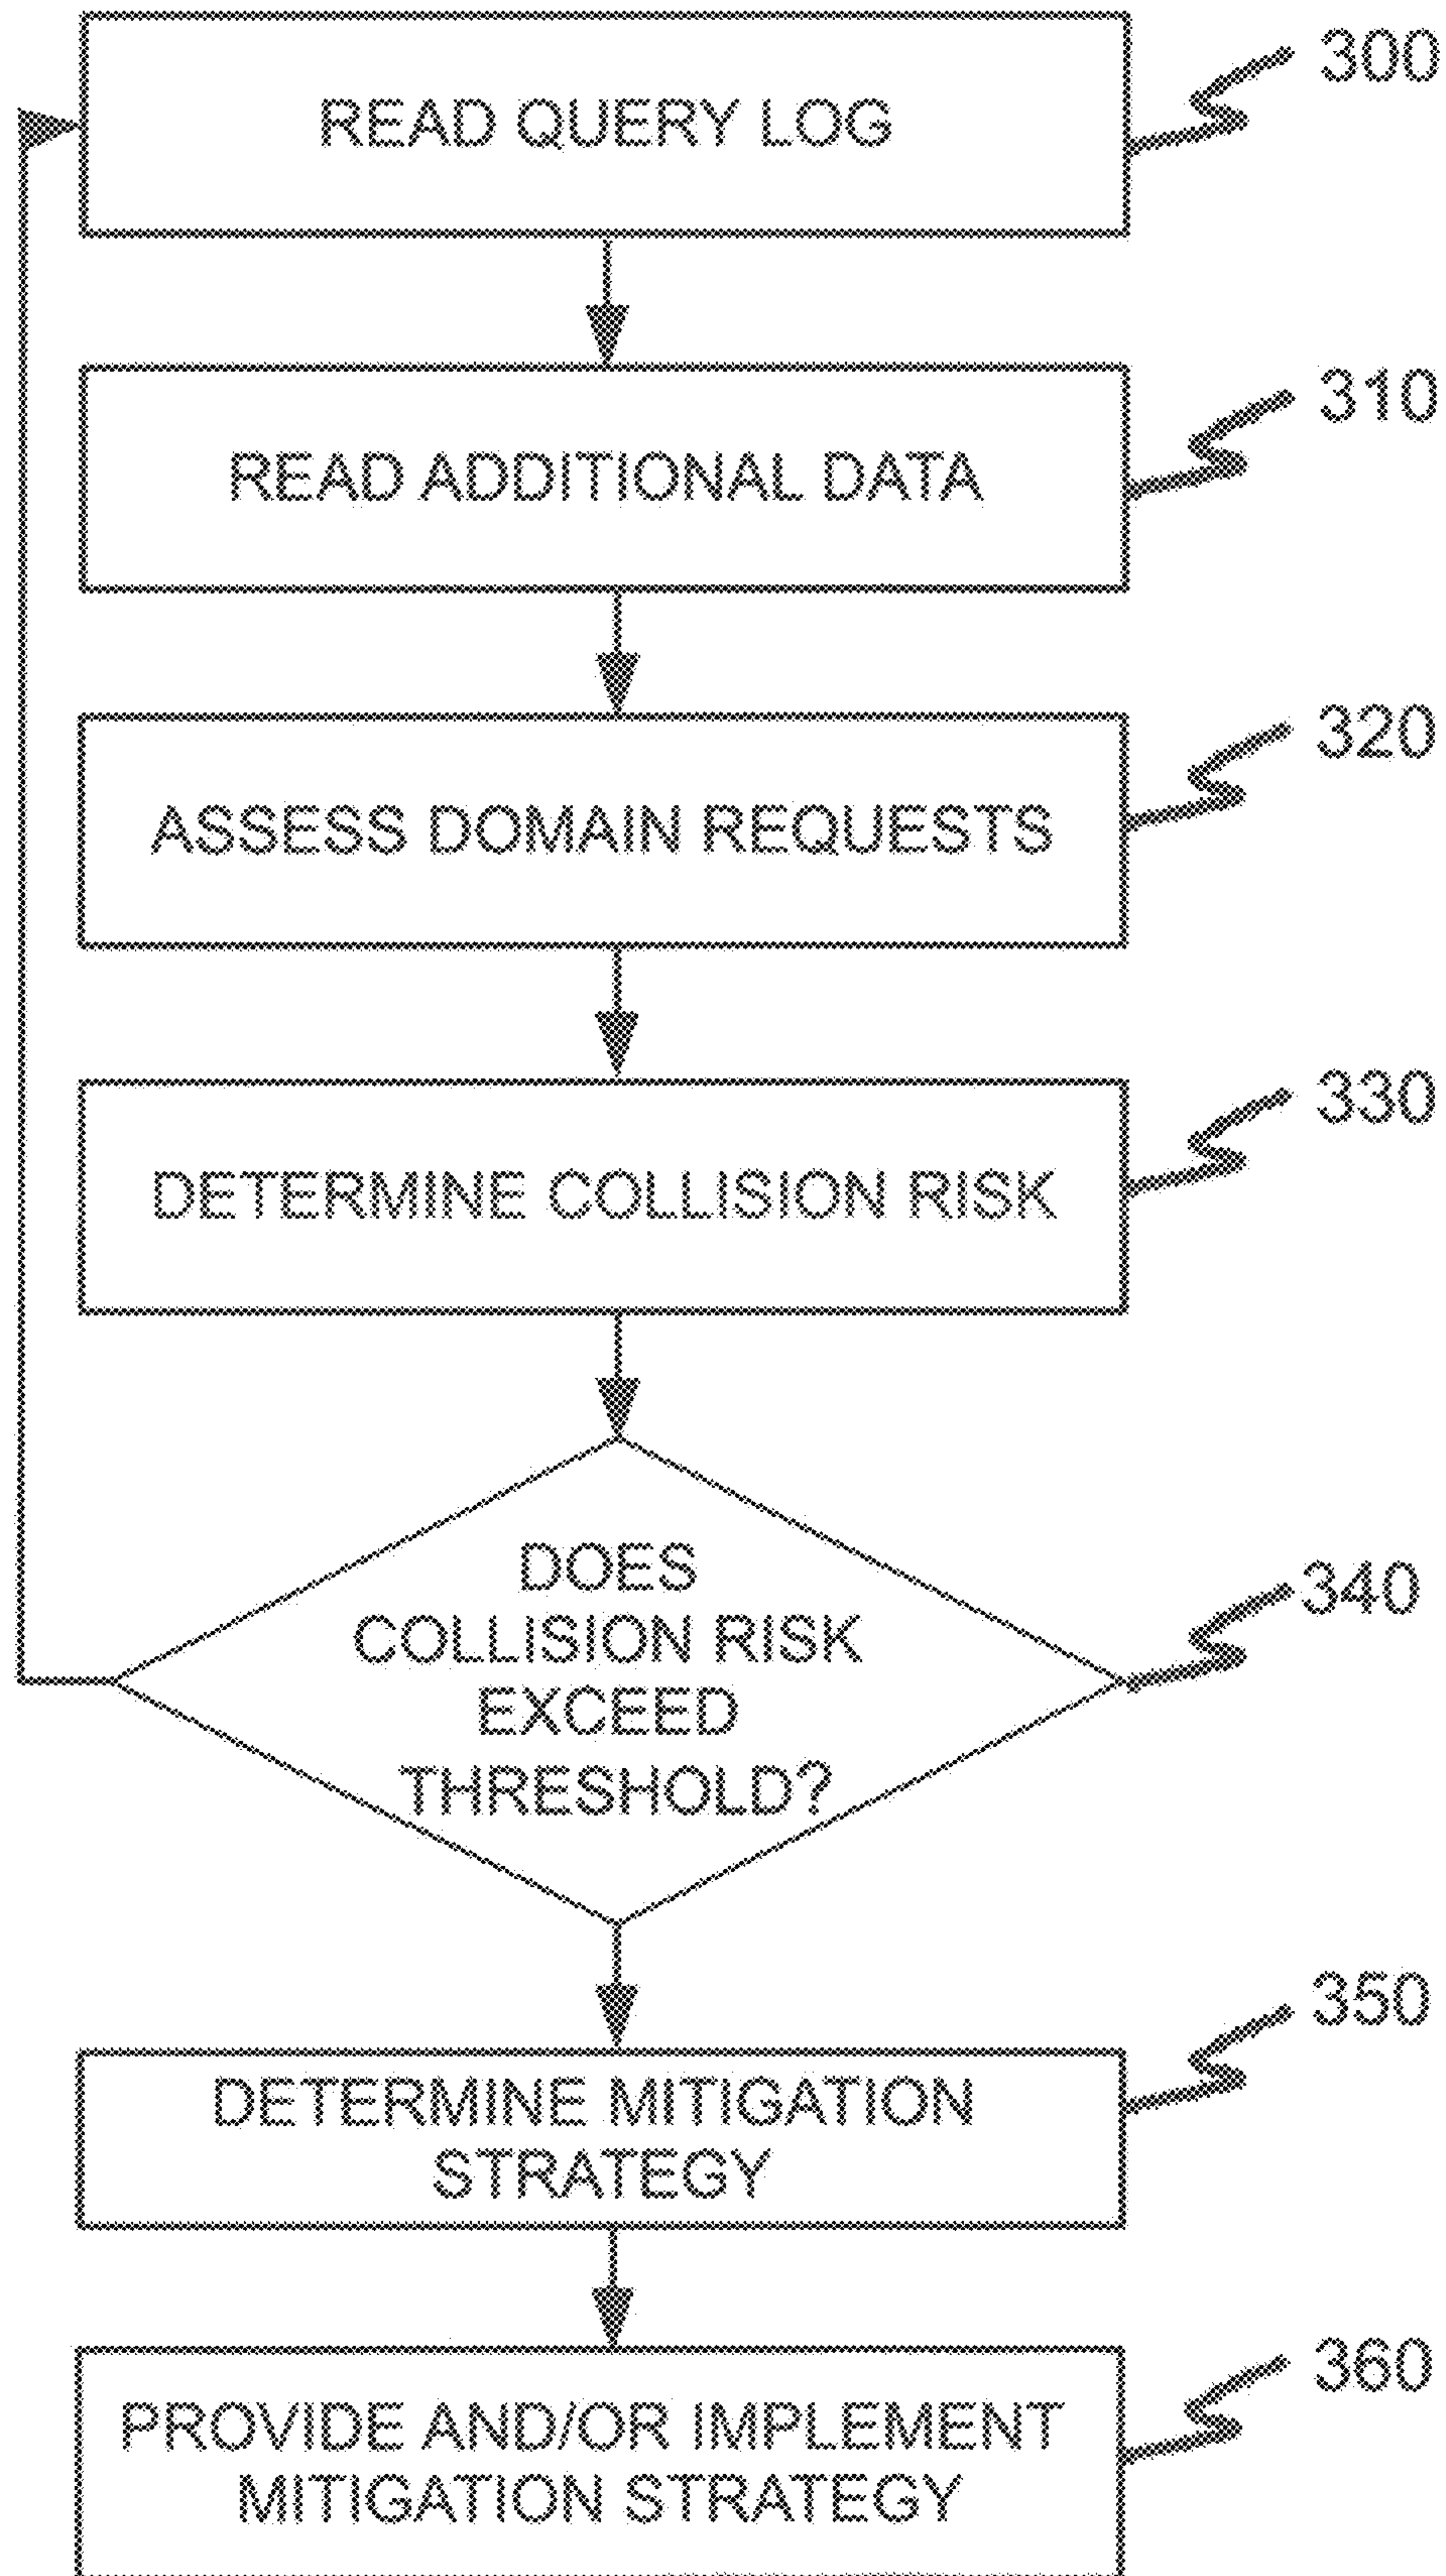 READ QUERY LOG
300
READ ADDITIONAL DATA
310
ASSESS DOMAIN REQUESTS
320
DETERMINE COLLISION RISK
330
DOES
COLLISION RISK
EXCEED
THRESHOLD?
340
DETERMINE MITIGATION
STRATEGY
350
PROVIDE AND/OR IMPLEMENT
MITIGATION STRATEGY
360